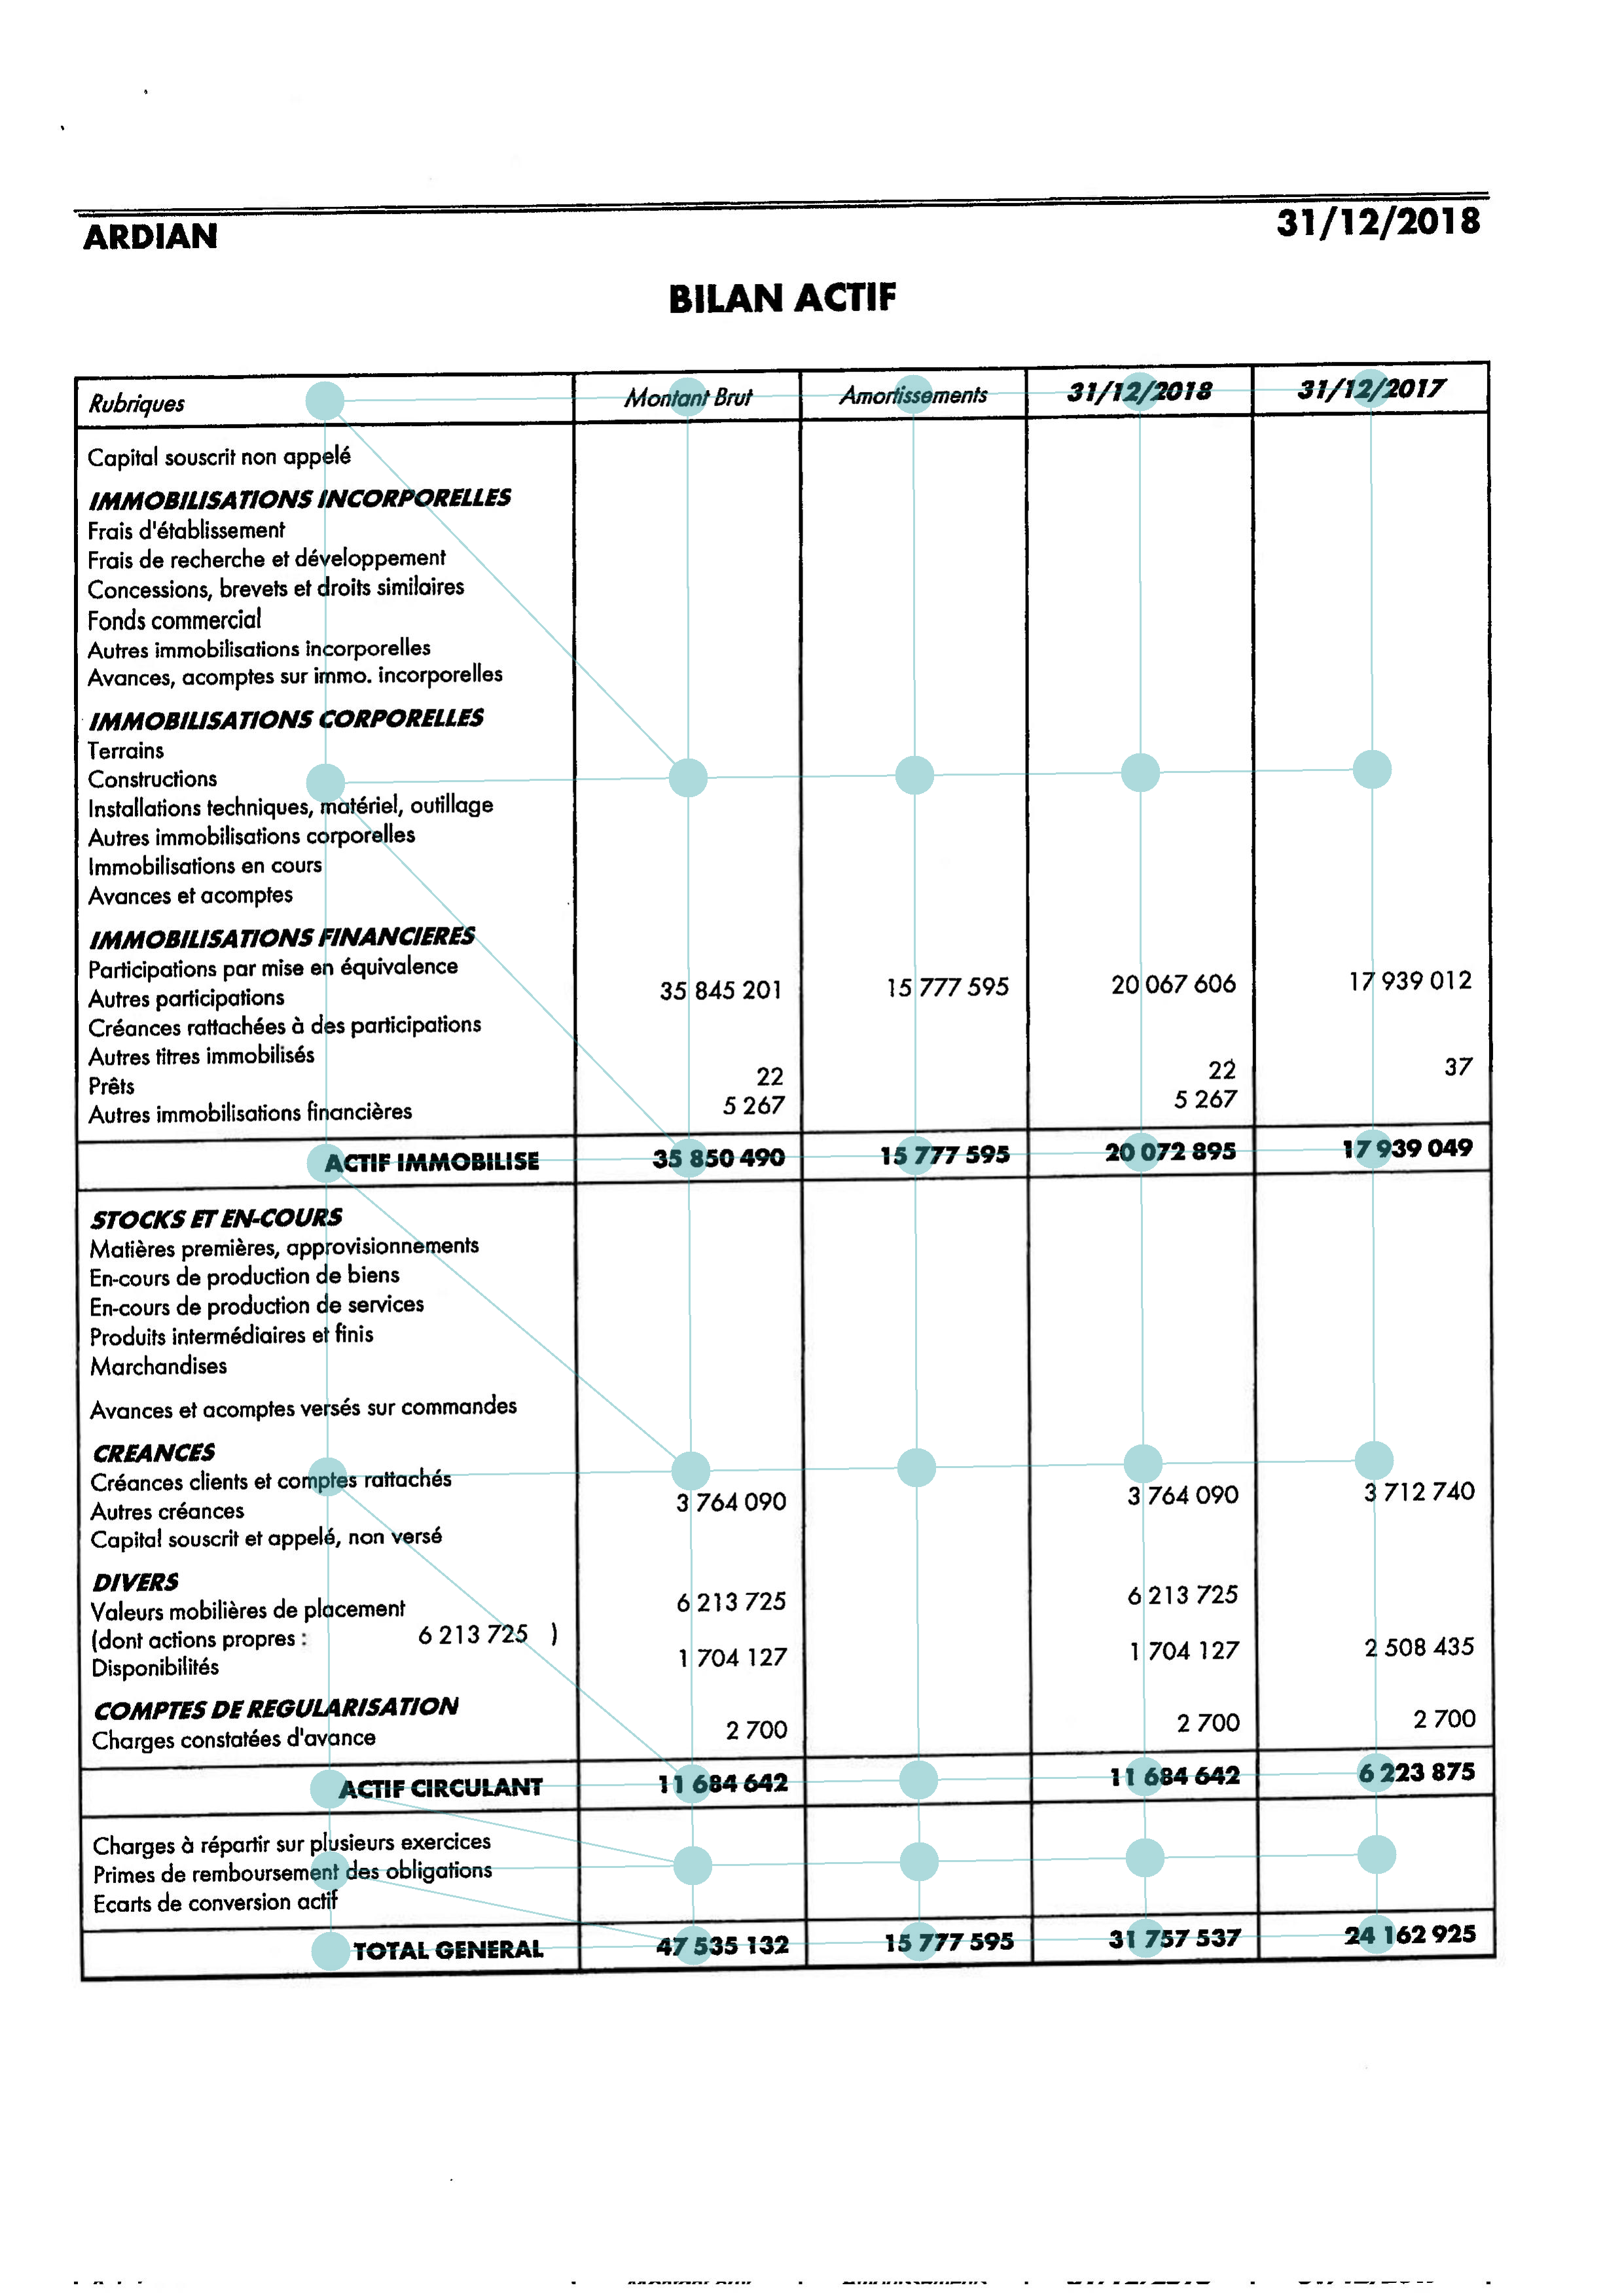 ARDIAN 31/12/2018
BILAN ACTIF
Rubriques Montant Brut Amortissements 31/12/2018 31/12/2017
Capital souscrit non appelé
IMMOBILISATIONS INCORPORELLES
Frais d'établissement
Frais de recherche et développement
Concessions, brevets et droits similaires
Fonds commercial
Autres immobilisations incorporelles
Avances, acomptes sur immo. incorporelles
IMMOBILISATIONS CORPORELLES
Terrains
Constructions
Installations techniques, matériel, outillage
Autres immobilisations corporelles
Immobilisations en cours
Avances et acomptes
IMMOBILISATIONS FINANCIERES
Participations par mise en équivalence
Autres participations 35 845 201 15 777 595 20 067 606 17 939 012
Créances rattachées à des participations
Autres titres immobilisés
Prêts 22 22 37
Autres immobilisations financières 5 267 5 267
ACTIF IMMOBILISE 35 850 490 15 777 595 20 072 895 17 939 049
STOCKS ET EN-COURS
Matières premières, approvisionnements
En-cours de production de biens
En-cours de production de services
Produits intermédiaires et finis
Marchandises
Avances et acomptes versés sur commandes
CREANCES
Créances clients et comptes rattachés
Autres créances 3 764 090 3 764 090 3 712 740
Capital souscrit et appelé, non versé
DIVERS
Valeurs mobilières de placement 6 213 725 6 213 725
(dont actions propres : 6 213 725 )
Disponibilités 1 704 127 1 704 127 2 508 435
COMPTES DE REGULARISATION
Charges constatées d'avance 2 700 2 700 2 700
ACTIF CIRCULANT 11 684 642 11 684 642 6 223 875
Charges à répartir sur plusieurs exercices
Primes de remboursement des obligations
Ecarts de conversion actif
TOTAL GENERAL 47 535 132 15 777 595 31 757 537 24 162 925